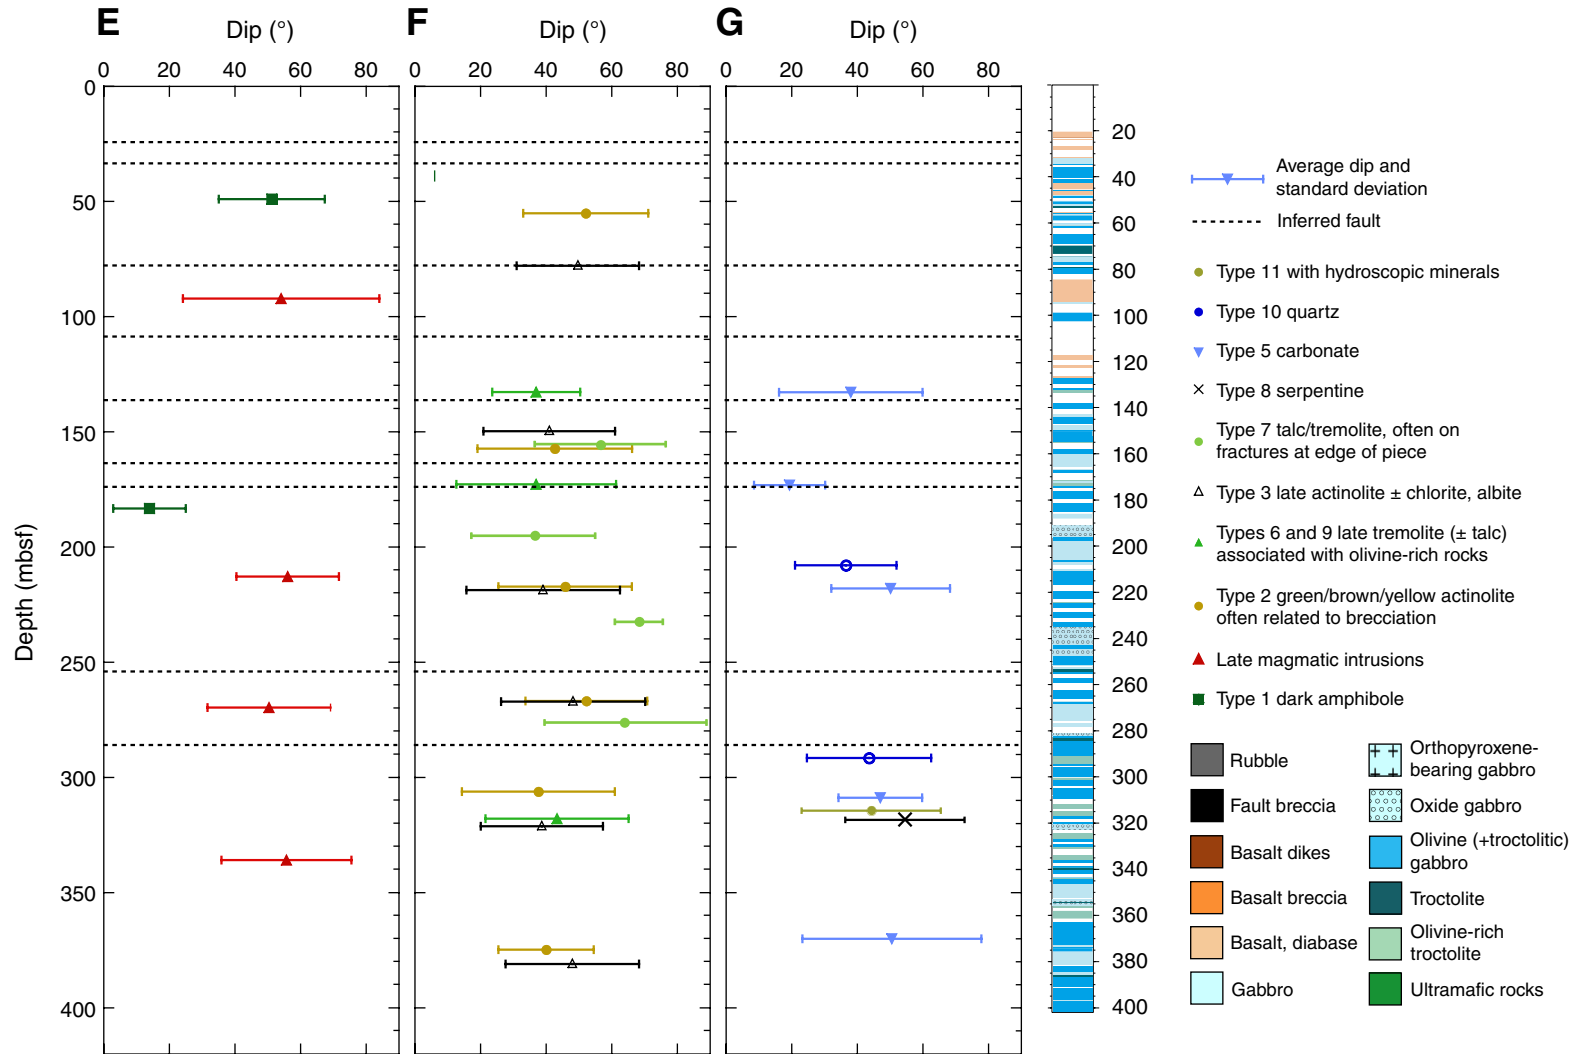 E Dip (°) F Dip (°) G Dip (°)
0 20 40 60 80 0 20 40 60 80 0 20 40 60 80
Depth (mbsf)
0
50
100
150
200
250
300
350
400
20
40
60
80
100
120
140
160
180
200
220
240
260
280
300
320
340
360
380
400
Average dip and
standard deviation
Inferred fault
Type 11 with hydroscopic minerals
Type 10 quartz
Type 5 carbonate
Type 8 serpentine
Type 7 talc/tremolite, often on
fractures at edge of piece
Type 3 late actinolite ± chlorite, albite
Types 6 and 9 late tremolite (± talc)
associated with olivine-rich rocks
Type 2 green/brown/yellow actinolite
often related to brecciation
Late magmatic intrusions
Type 1 dark amphibole
Rubble
Fault breccia
Basalt dikes
Basalt breccia
Basalt, diabase
Gabbro
Orthopyroxene-
bearing gabbro
Oxide gabbro
Olivine (+troctolitic)
gabbro
Troctolite
Olivine-rich
troctolite
Ultramafic rocks